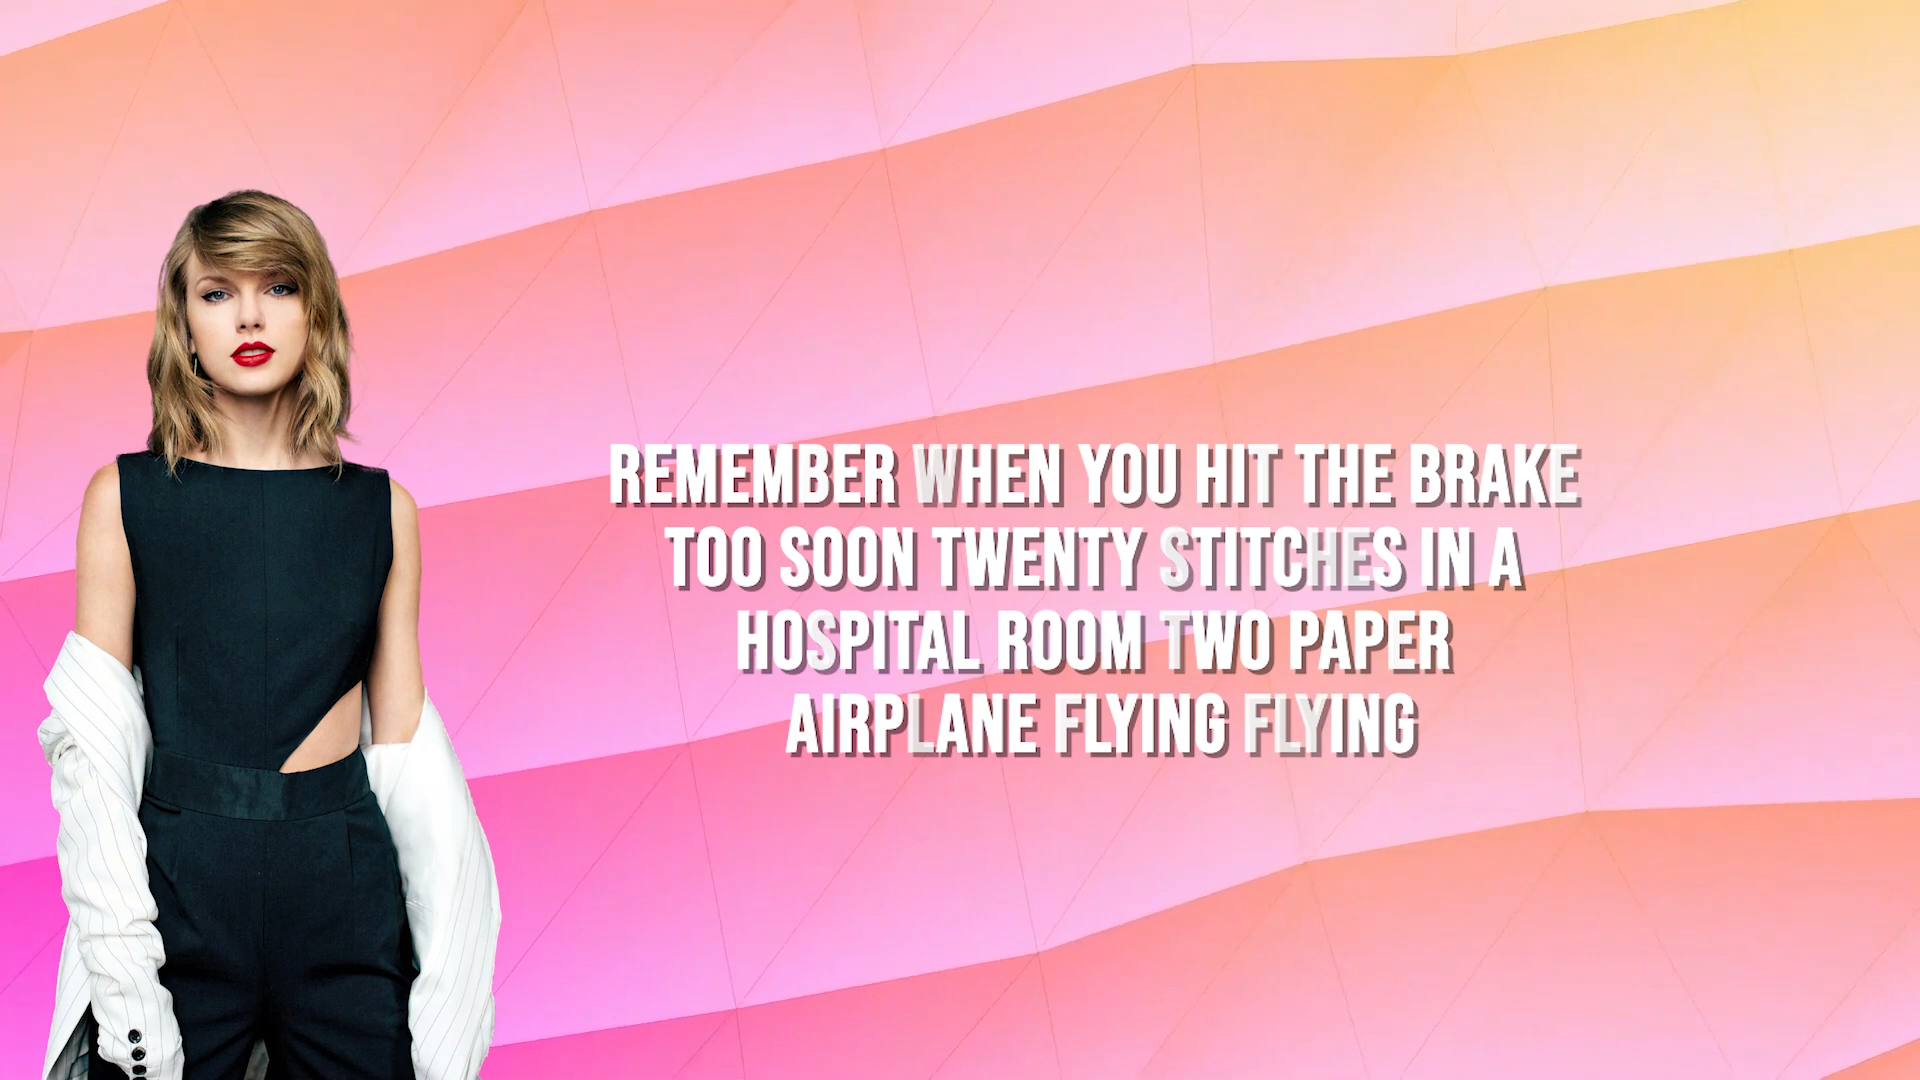 REMEMBER WHEN YOU HIT THE BRAKE
TOO SOON TWENTY STITCHES IN A
HOSPITAL ROOM TWO PAPER
AIRPLANE FLYING FLYING